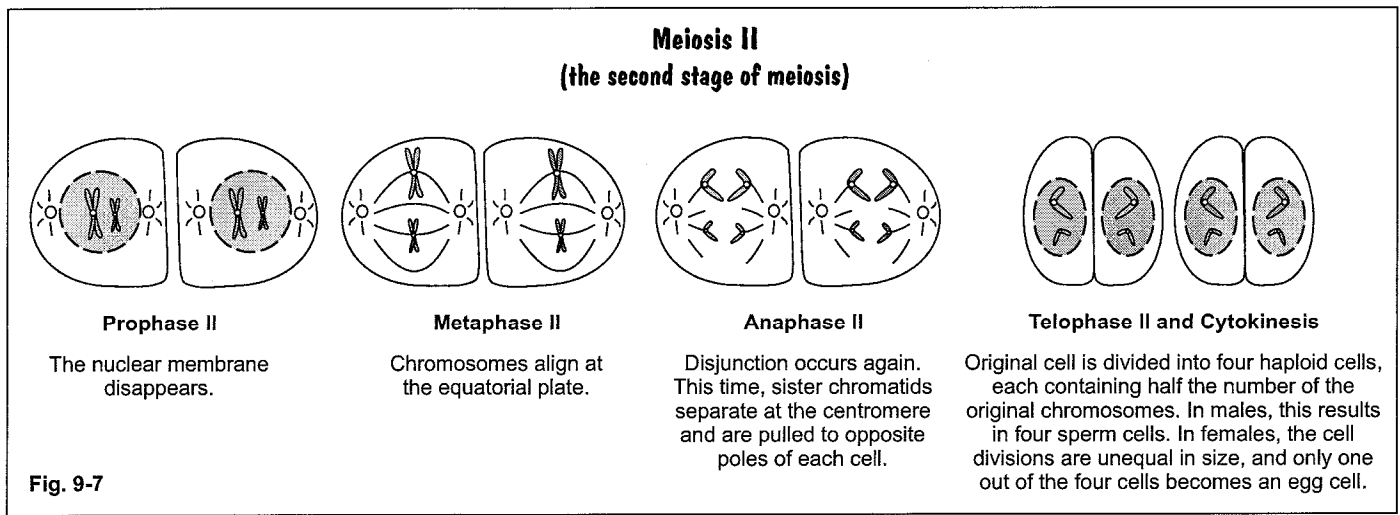 Meiosis II
(the second stage of meiosis)
Prophase II
The nuclear membrane
disappears.
Metaphase II
Chromosomes align at
the equatorial plate.
Anaphase II
Disjunction occurs again.
This time, sister chromatids
separate at the centromere
and are pulled to opposite
poles of each cell.
Telophase II and Cytokinesis
Original cell is divided into four haploid cells,
each containing half the number of the
original chromosomes. In males, this results
in four sperm cells. In females, the cell
divisions are unequal in size, and only one
out of the four cells becomes an egg cell.
Fig. 9-7